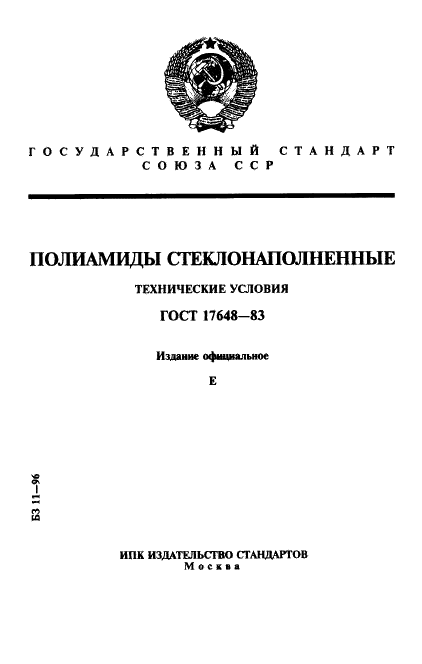 ГОСУДАРСТВЕННЫЙ СТАНДАРТ
СОЮЗА ССР
ПОЛИАМИДЫ СТЕКЛОНАПОЛНЕННЫЕ
ТЕХНИЧЕСКИЕ УСЛОВИЯ
ГОСТ 17648—83
Издание официальное
Е
БЗ 11—96
ИПК ИЗДАТЕЛЬСТВО СТАНДАРТОВ
Москва